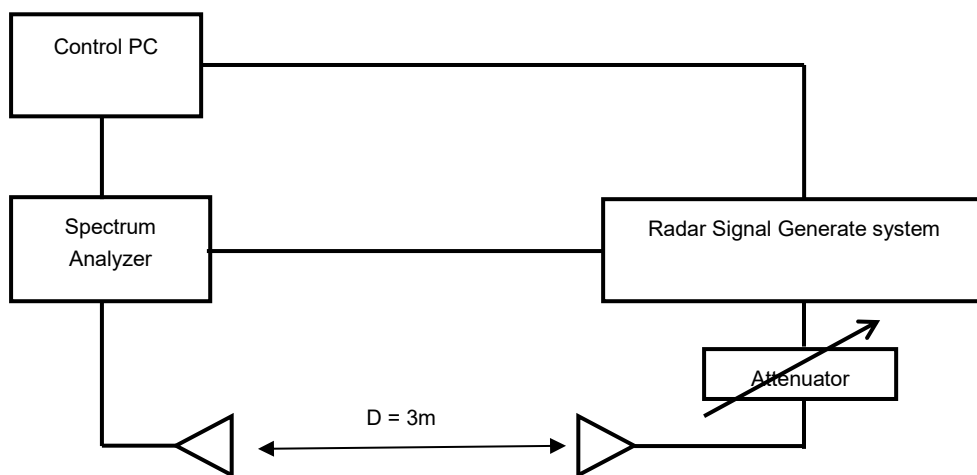 Control PC
Spectrum
Analyzer
Radar Signal Generate system
Attenuator
D = 3m